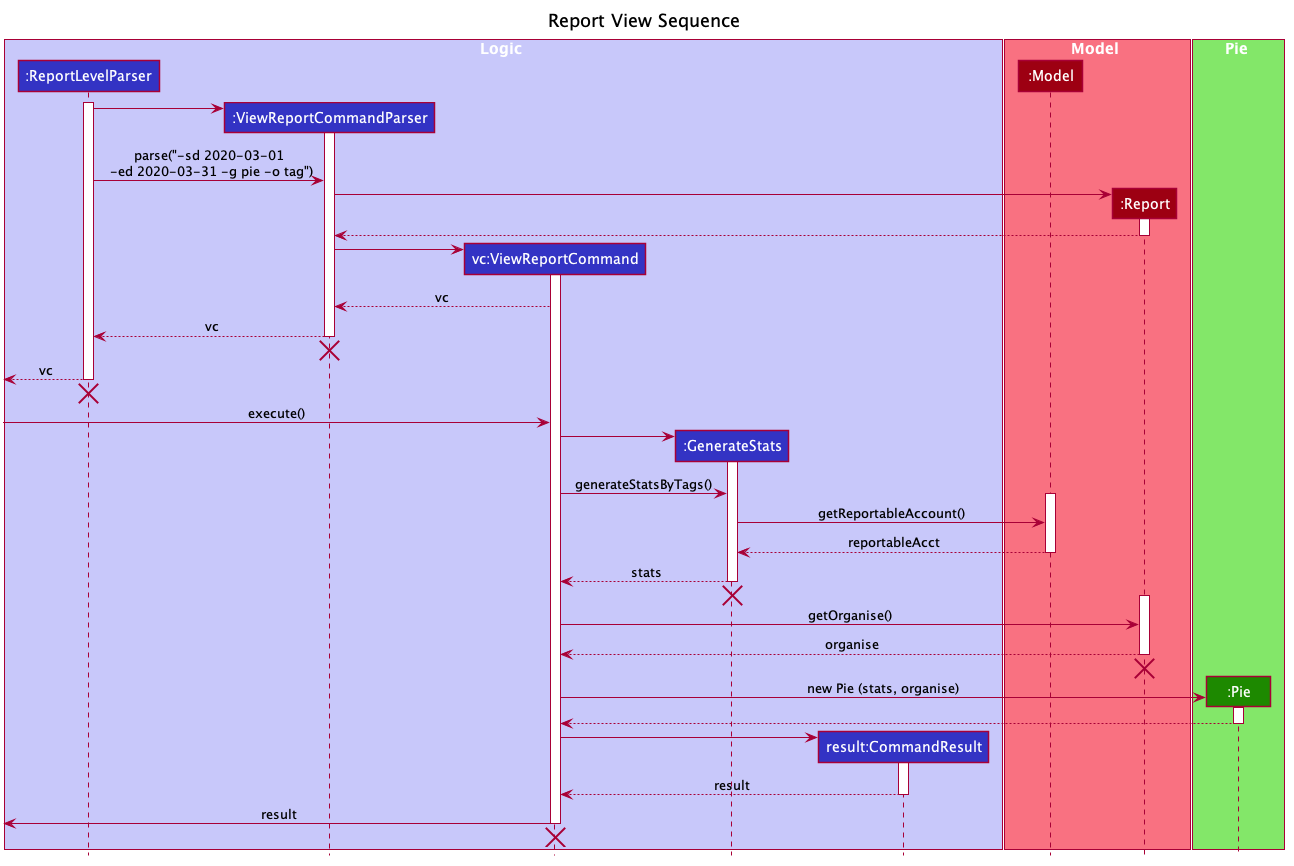 Report View Sequence
Logic
Model
Pie
:ReportLevelParser
:Model
:ViewReportCommandParser
parse("-sd 2020-03-01
-ed 2020-03-31 -g pie -o tag")
:Report
vc:ViewReportCommand
vc
vc
vc
execute()
:GenerateStats
generateStatsByTags()
getReportableAccount()
reportableAcct
stats
getOrganise()
organise
new Pie (stats, organise)
:Pie
result:CommandResult
result
result